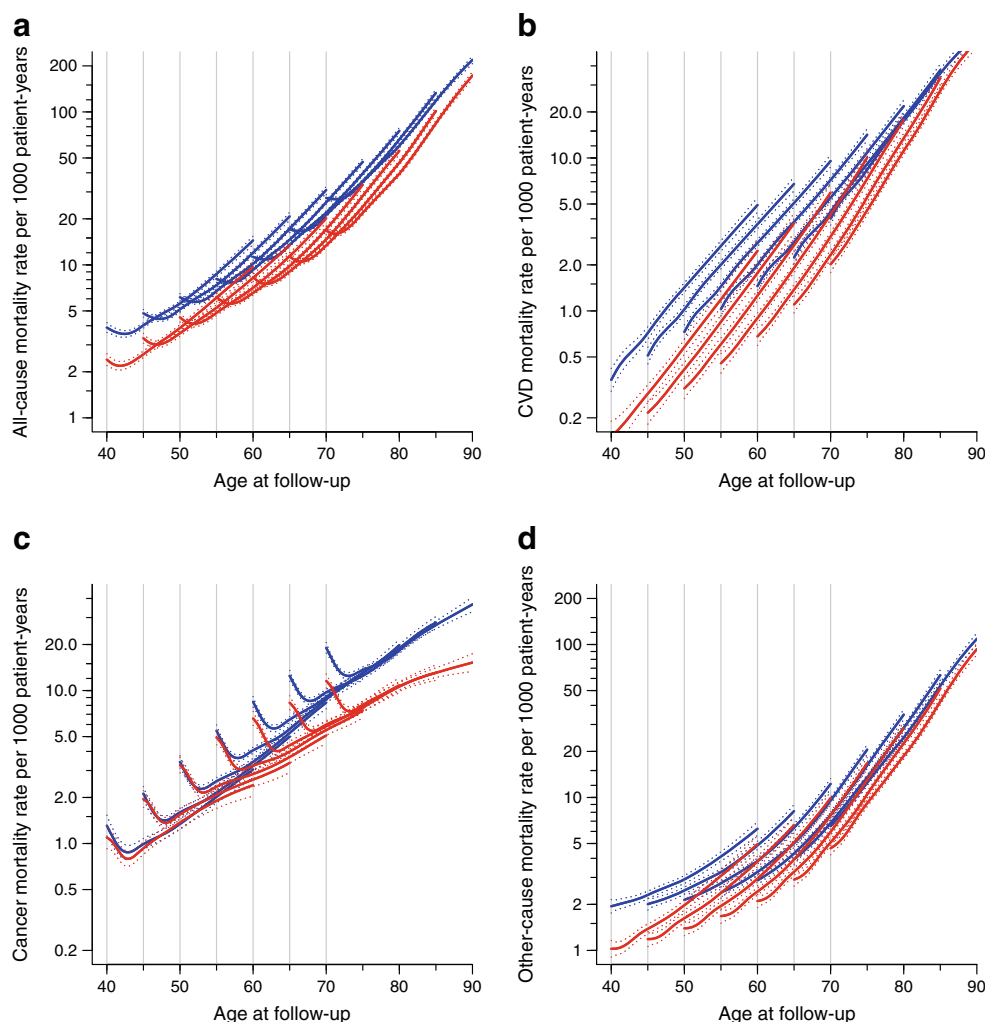 a
All-cause mortality rate per 1000 patient-years
200
100
50
20
10
5
2
1
40 50 60 70 80 90
Age at follow-up
b
CVD mortality rate per 1000 patient-years
20.0
10.0
5.0
2.0
1.0
0.5
0.2
40 50 60 70 80 90
Age at follow-up
c
Cancer mortality rate per 1000 patient-years
20.0
10.0
5.0
2.0
1.0
0.5
0.2
40 50 60 70 80 90
Age at follow-up
d
Other-cause mortality rate per 1000 patient-years
200
100
50
20
10
5
2
1
40 50 60 70 80 90
Age at follow-up